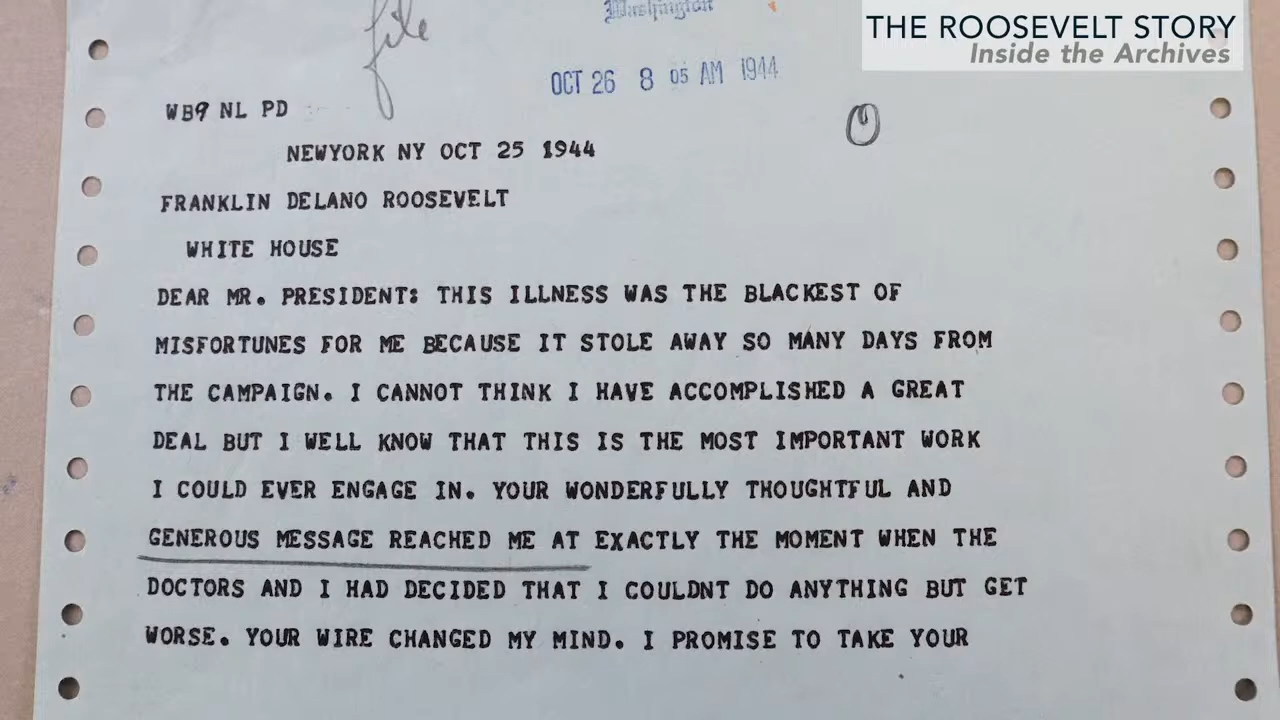 THE ROOSEVELT STORY
Inside the Archives
file
Washington
OCT 26 8 05 AM 1944
WB9 NL PD
NEWYORK NY OCT 25 1944
FRANKLIN DELANO ROOSEVELT
WHITE HOUSE
DEAR MR. PRESIDENT: THIS ILLNESS WAS THE BLACKEST OF
MISFORTUNES FOR ME BECAUSE IT STOLE AWAY SO MANY DAYS FROM
THE CAMPAIGN. I CANNOT THINK I HAVE ACCOMPLISHED A GREAT
DEAL BUT I WELL KNOW THAT THIS IS THE MOST IMPORTANT WORK
I COULD EVER ENGAGE IN. YOUR WONDERFULLY THOUGHTFUL AND
GENEROUS MESSAGE REACHED ME AT EXACTLY THE MOMENT WHEN THE
DOCTORS AND I HAD DECIDED THAT I COULDNT DO ANYTHING BUT GET
WORSE. YOUR WIRE CHANGED MY MIND. I PROMISE TO TAKE YOUR